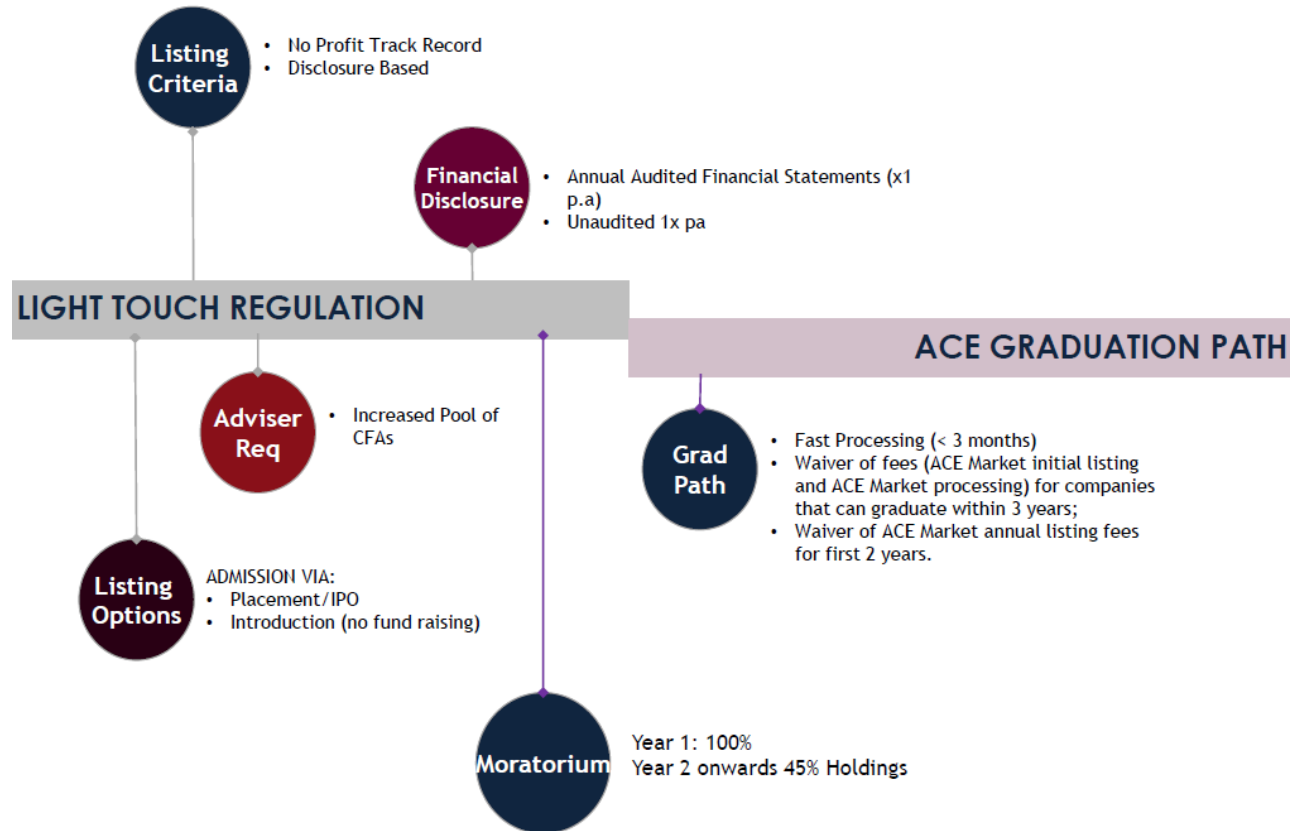 Listing
Criteria
• No Profit Track Record
• Disclosure Based
Financial
Disclosure
• Annual Audited Financial Statements (x1
p.a)
• Unaudited 1x pa
LIGHT TOUCH REGULATION
ACE GRADUATION PATH
Adviser
Req
• Increased Pool of
CFAs
Grad
Path
• Fast Processing (< 3 months)
• Waiver of fees (ACE Market initial listing
and ACE Market processing) for companies
that can graduate within 3 years;
• Waiver of ACE Market annual listing fees
for first 2 years.
Listing
Options
ADMISSION VIA:
• Placement/IPO
• Introduction (no fund raising)
Moratorium
Year 1: 100%
Year 2 onwards 45% Holdings